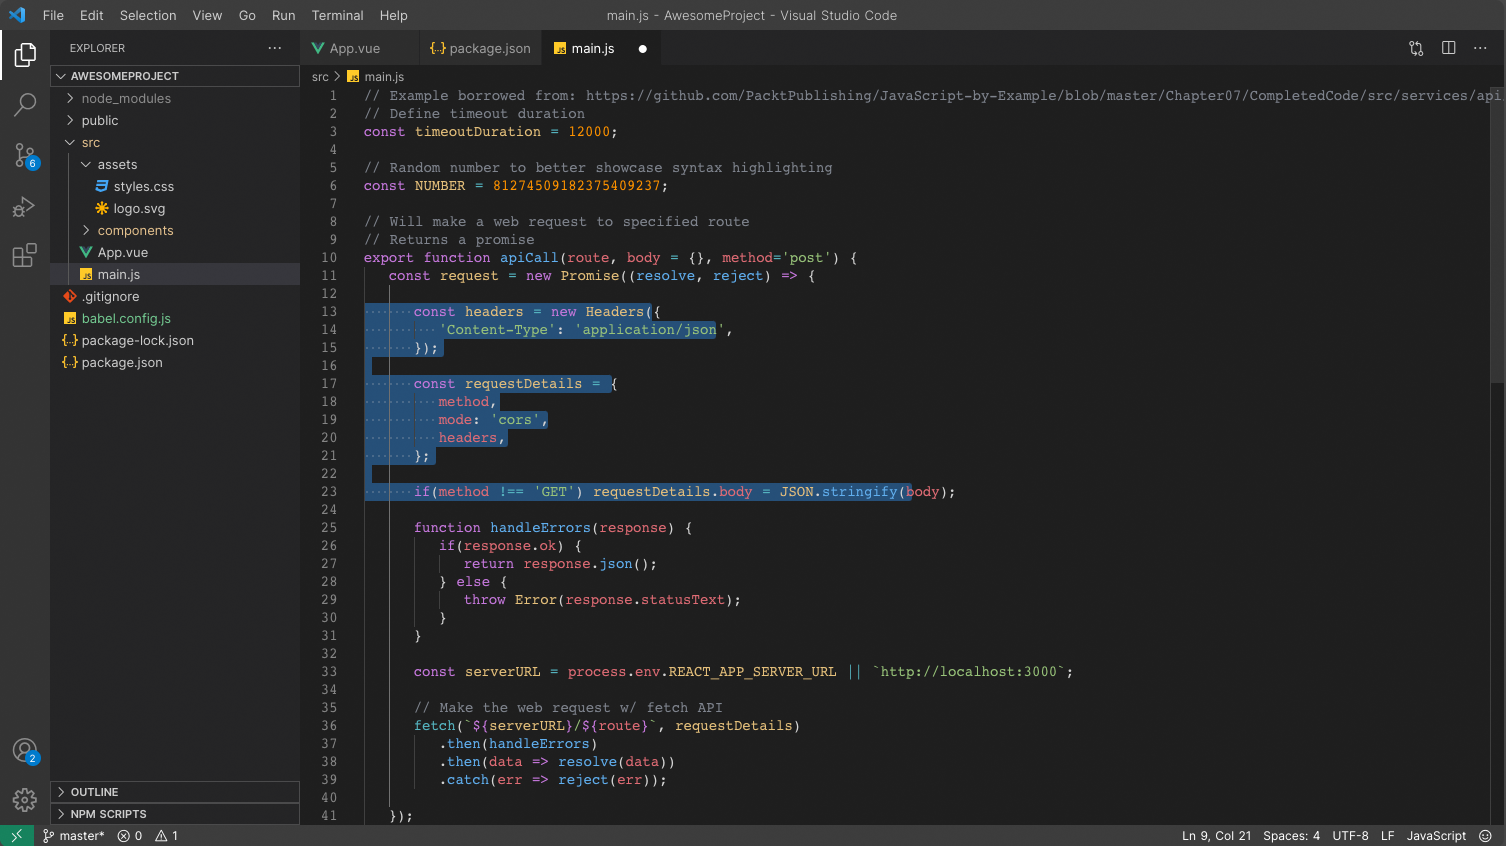 File Edit Selection View Go Run Terminal Help
main.js - AwesomeProject - Visual Studio Code
EXPLORER
AWESOMEPROJECT
node_modules
public
src
assets
styles.css
logo.svg
components
App.vue
main.js
.gitignore
babel.config.js
package-lock.json
package.json
OUTLINE
NPM SCRIPTS
6
2
App.vue
{..} package.json
JS main.js
src > JS main.js
1 // Example borrowed from: https://github.com/PacktPublishing/JavaScript-by-Example/blob/master/Chapter07/CompletedCode/src/services/api
2 // Define timeout duration
3 const timeoutDuration = 12000;
4
5 // Random number to better showcase syntax highlighting
6 const NUMBER = 81274509182375409237;
7
8 // Will make a web request to specified route
9 // Returns a promise
10 export function apiCall(route, body = {}, method='post') {
11 const request = new Promise((resolve, reject) => {
12
13 const headers = new Headers({
14 'Content-Type': 'application/json',
15 });
16
17 const requestDetails = {
18 method,
19 mode: 'cors',
20 headers,
21 };
22
23 if(method !== 'GET') requestDetails.body = JSON.stringify(body);
24
25 function handleErrors(response) {
26 if(response.ok) {
27 return response.json();
28 } else {
29 throw Error(response.statusText);
30 }
31 }
32
33 const serverURL = process.env.REACT_APP_SERVER_URL || `http://localhost:3000`;
34
35 // Make the web request w/ fetch API
36 fetch(`${serverURL}/${route}`, requestDetails)
37 .then(handleErrors)
38 .then(data => resolve(data))
39 .catch(err => reject(err));
40
41 });
master* 0 1
Ln 9, Col 21 Spaces: 4 UTF-8 LF JavaScript